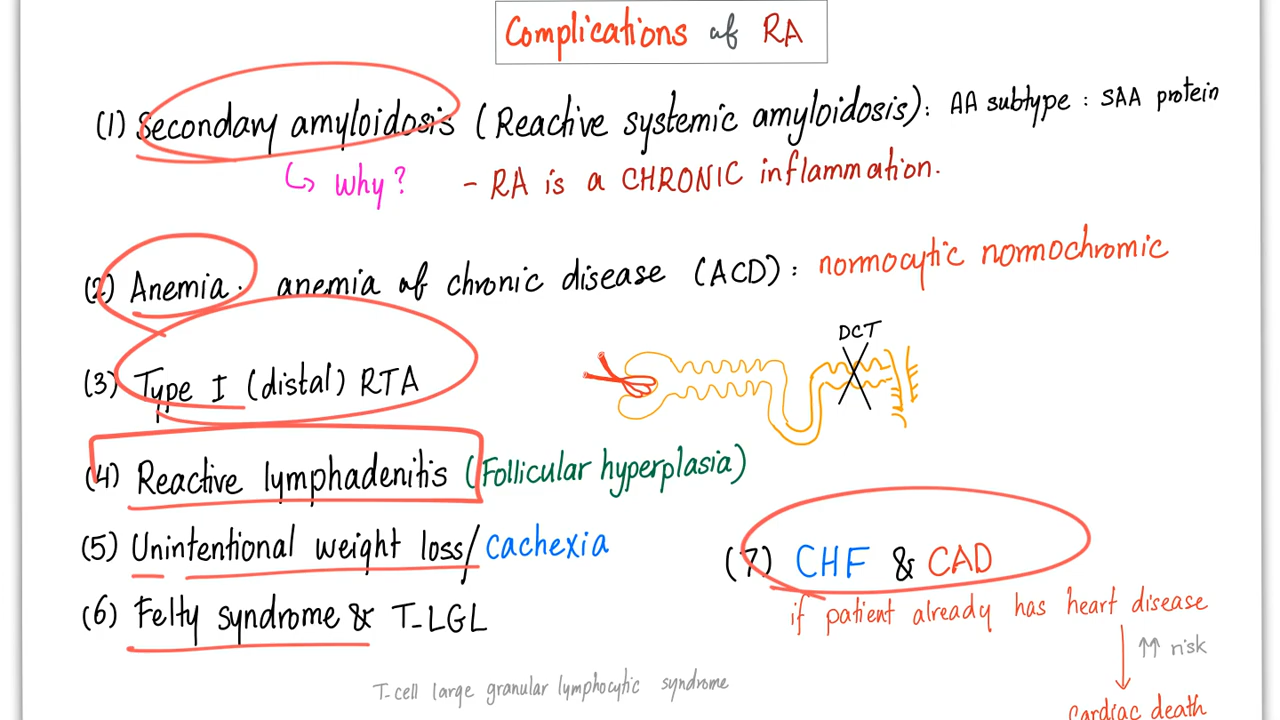 Complications of RA
(1) Secondary amyloidosis (Reactive systemic amyloidosis): AA subtype: SAA protein
↳ Why? - RA is a CHRONIC inflammation.
(2) Anemia. anemia of chronic disease (ACD): normocytic normochromic
DCT
(3) Type I (distal) RTA
(4) Reactive lymphadenitis (Follicular hyperplasia)
(5) Unintentional weight loss/cachexia
(6) Felty syndrome & T-LGL
T-cell large granular lymphocytic syndrome
(7) CHF & CAD
if patient already has heart disease
↑↑ risk
cardiac death